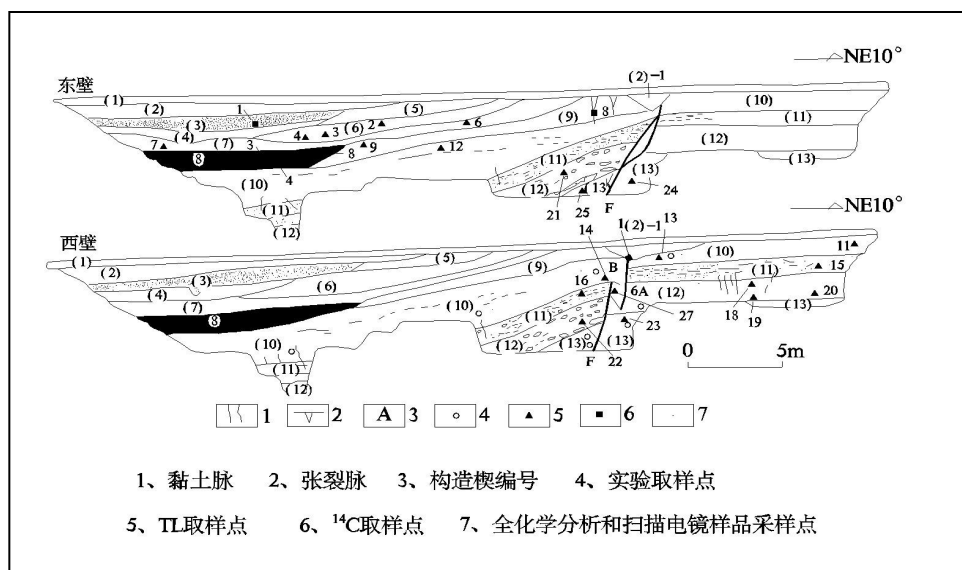 NE10°
东壁
(2)-1
(1) (2) 1 (3) (5) (9) 8 (10)
(4) 4 3 (6) 2 6 (11)
7 (7) 3 8 9 12 (11) (12)
8 4 (13)
(10) (12) (13) (13) 24
(11) 21 25 F
(12)
NE10°
西壁
14 1(2)-1 13 11
(1) (2) (3) (5) (9) B (10) 15
(4) (6) 16 6A (12) (11)
(7) (10) 27 18 20
8 (11) 23 19 (13)
(10) (12) (13) (13)
(11) F 22
(12)
0 5m
1 2 A 3 4 5 6 7
1、黏土脉 2、张裂脉 3、构造楔编号 4、实验取样点
5、TL取样点 6、¹⁴C取样点 7、全化学分析和扫描电镜样品采样点